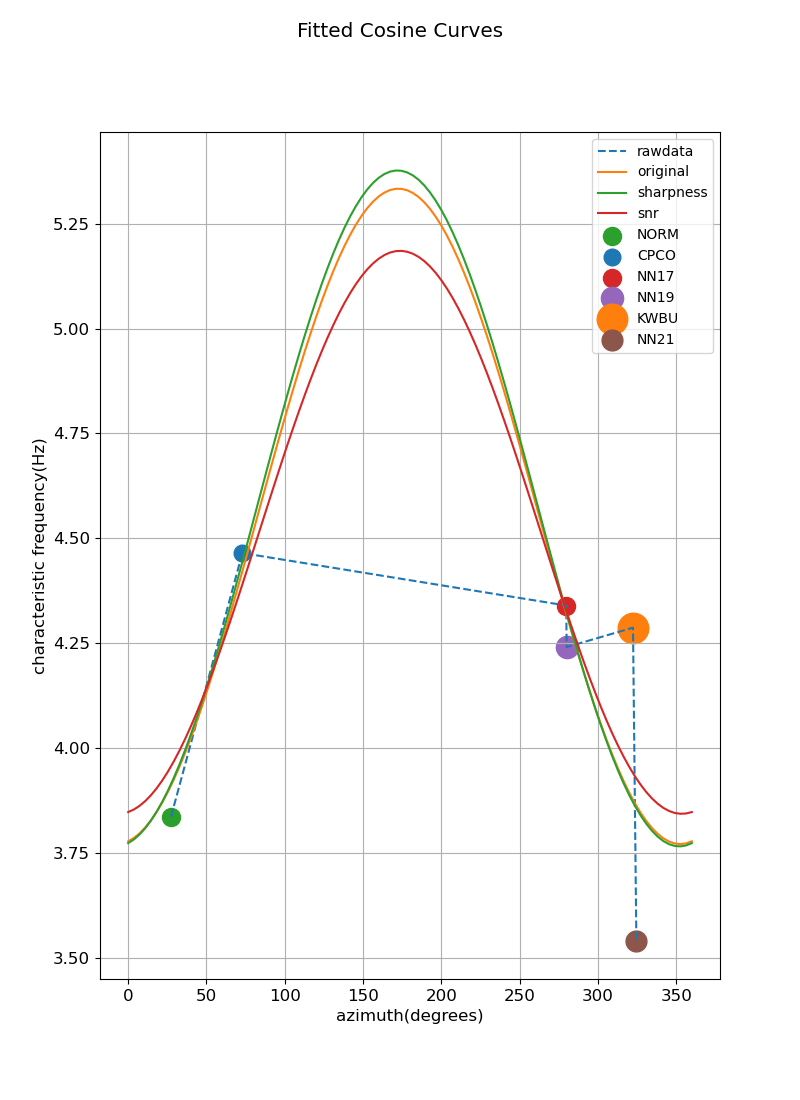 Fitted Cosine Curves
rawdata
original
sharpness
snr
NORM
CPCO
NN17
NN19
KWBU
NN21
5.25
5.00
4.75
4.50
4.25
4.00
3.75
3.50
characteristic frequency(Hz)
0 50 100 150 200 250 300 350
azimuth(degrees)